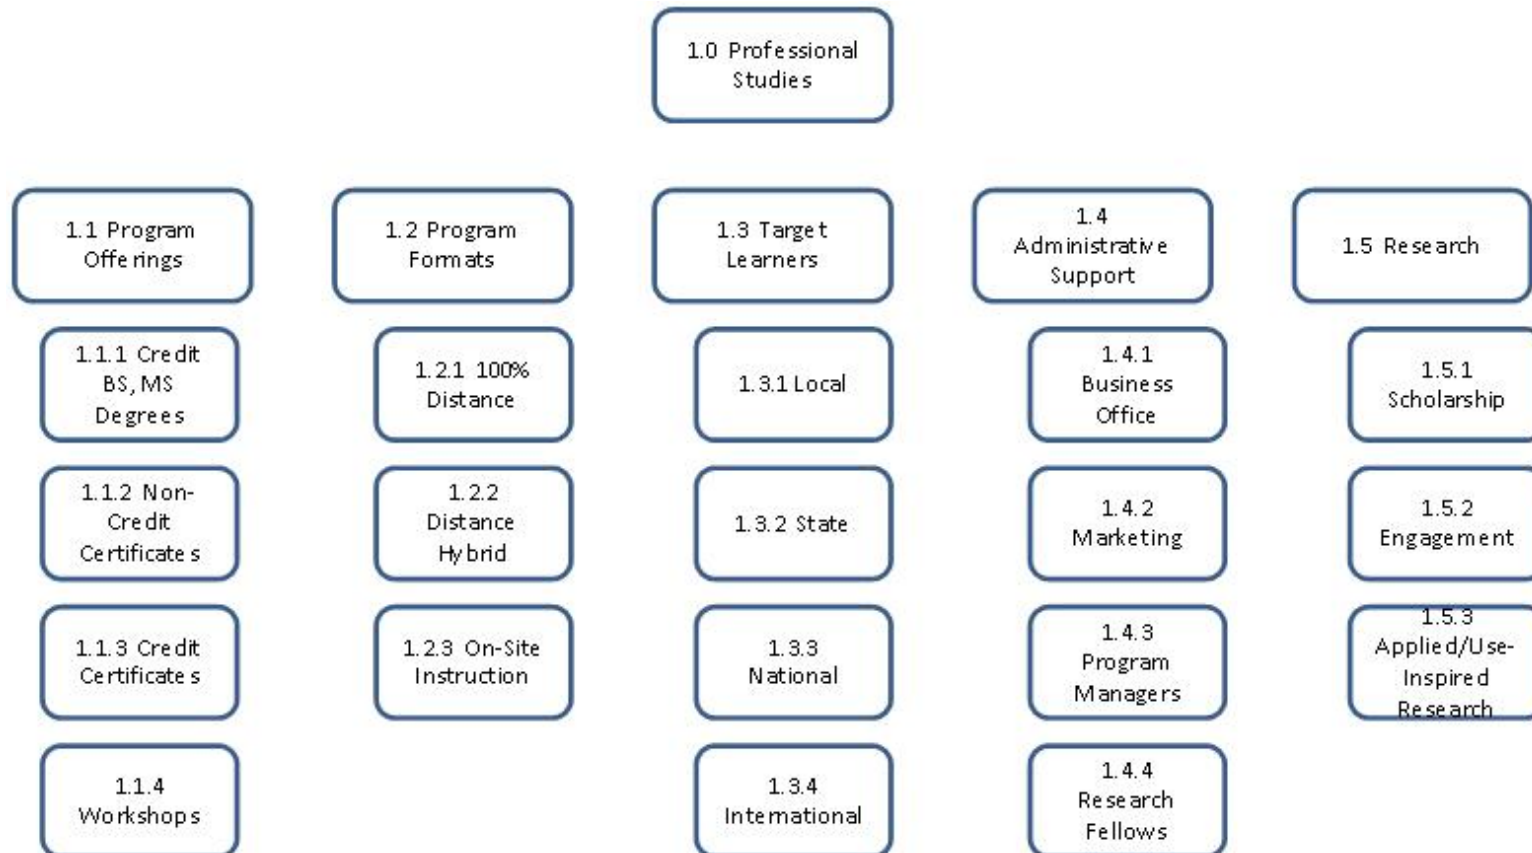 1.0 Professional
Studies
1.1 Program
Offerings
1.2 Program
Formats
1.3 Target
Learners
1.4
Administrative
Support
1.5 Research
1.1.1 Credit
BS, MS
Degrees
1.1.2 Non-
Credit
Certificates
1.1.3 Credit
Certificates
1.1.4
Workshops
1.2.1 100%
Distance
1.2.2
Distance
Hybrid
1.2.3 On-Site
Instruction
1.3.1 Local
1.3.2 State
1.3.3
National
1.3.4
International
1.4.1
Business
Office
1.4.2
Marketing
1.4.3
Program
Managers
1.4.4
Research
Fellows
1.5.1
Scholarship
1.5.2
Engagement
1.5.3
Applied/Use-
Inspired
Research